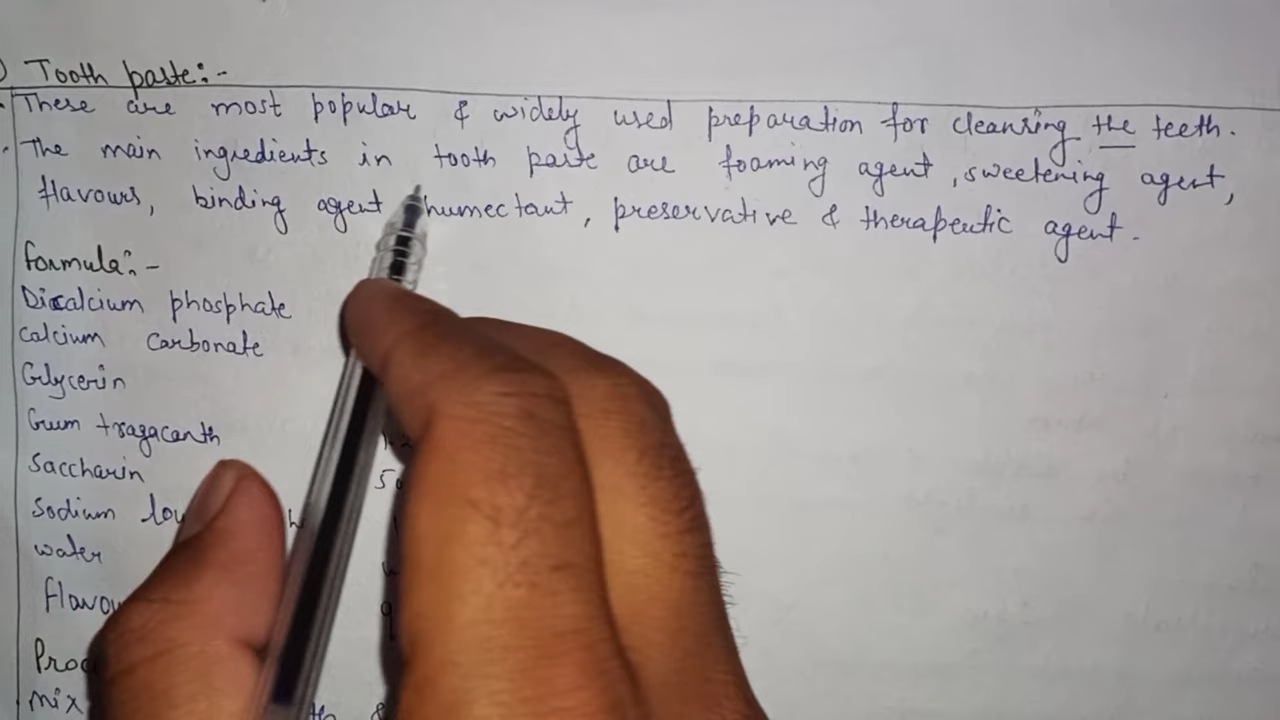 Tooth paste:-
These are most popular & widely used preparation for cleansing the teeth.
The main ingredients in tooth paste are foaming agent, sweetening agent,
flavours, binding agent humectant, preservative & therapeutic agent.
Formula:-
Dicalcium phosphate
Calcium Carbonate
Glycerin
Gum tragacanth
Saccharin
Sodium
water
Mix